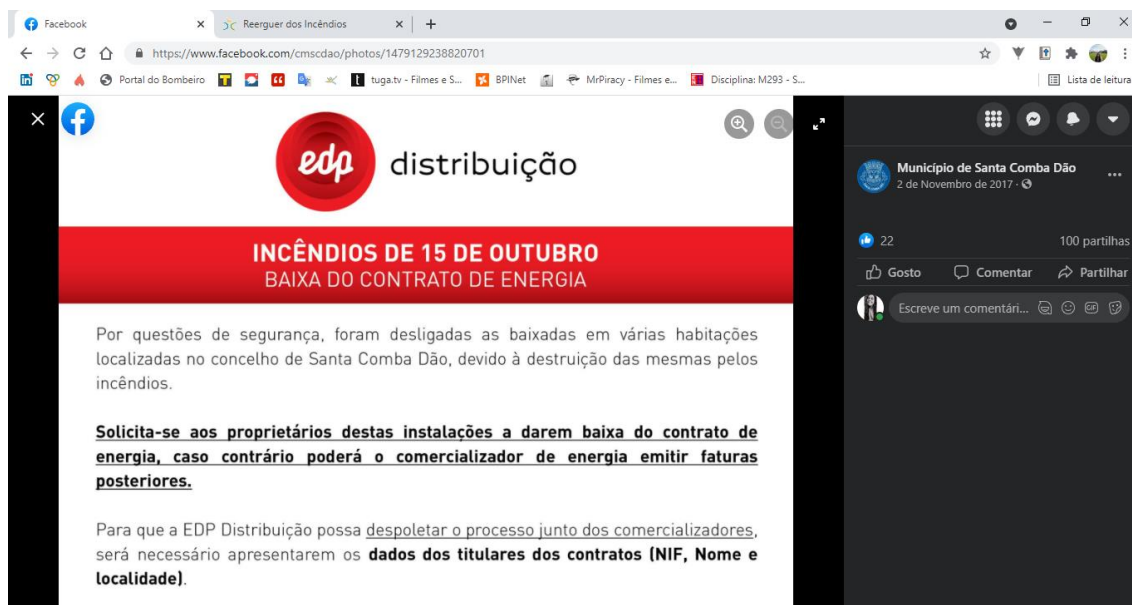 Facebook
Reerguer dos Incêndios
https://www.facebook.com/cmscdao/photos/1479129238820701
Portal do Bombeiro
tuga.tv - Filmes e S...
BPINet
MrPiracy - Filmes e...
Disciplina: M293 - S...
Lista de leitura
edp distribuição
INCÊNDIOS DE 15 DE OUTUBRO
BAIXA DO CONTRATO DE ENERGIA
Por questões de segurança, foram desligadas as baixadas em várias habitações
localizadas no concelho de Santa Comba Dão, devido à destruição das mesmas pelos
incêndios.
Solicita-se aos proprietários destas instalações a darem baixa do contrato de
energia, caso contrário poderá o comercializador de energia emitir faturas
posteriores.
Para que a EDP Distribuição possa despoletar o processo junto dos comercializadores,
será necessário apresentarem os dados dos titulares dos contratos (NIF, Nome e
localidade).
Município de Santa Comba Dão
2 de Novembro de 2017
22
100 partilhas
Gosto
Comentar
Partilhar
Escreve um comentári...
GIF